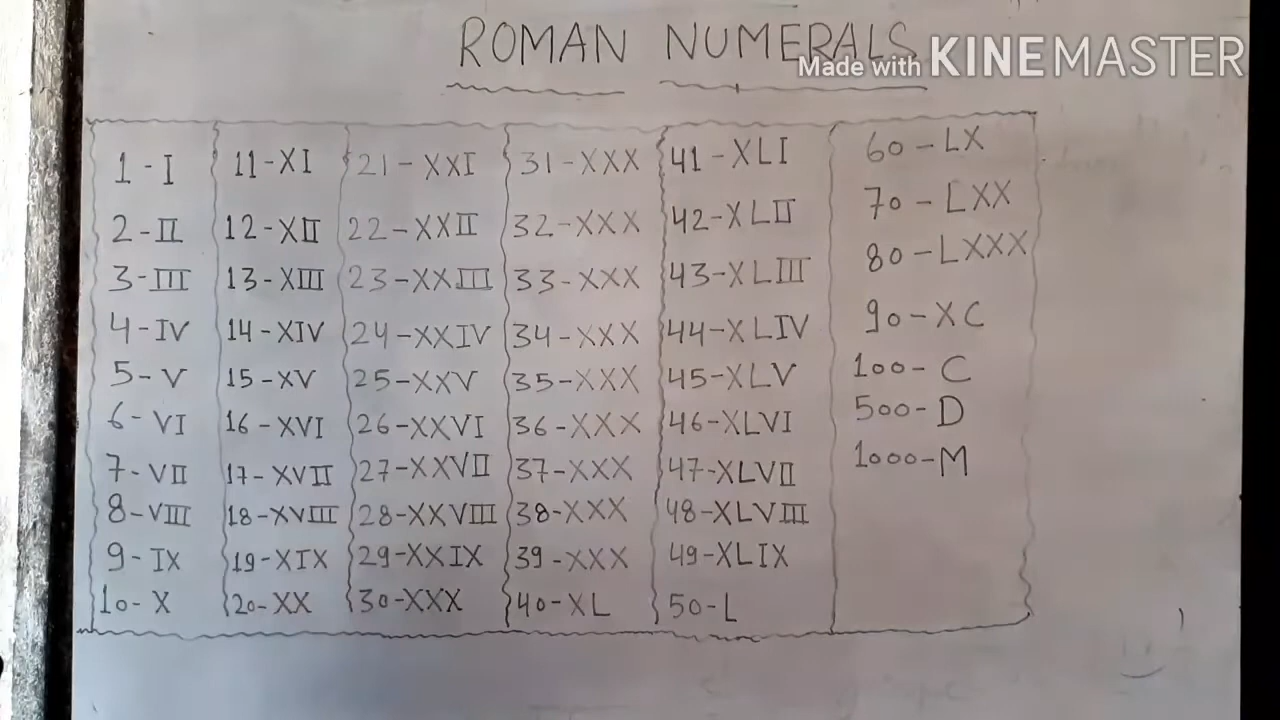 ROMAN NUMERALS
Made with KINEMASTER
1-I 11-XI 21-XXI 31-XXX 41-XLI 60-LX
2-II 12-XII 22-XXII 32-XXX 42-XLII 70-LXX
3-III 13-XIII 23-XXIII 33-XXX 43-XLIII 80-LXXX
4-IV 14-XIV 24-XXIV 34-XXX 44-XLIV 90-XC
5-V 15-XV 25-XXV 35-XXX 45-XLV 100-C
6-VI 16-XVI 26-XXVI 36-XXX 46-XLVI 500-D
7-VII 17-XVII 27-XXVII 37-XXX 47-XLVII 1000-M
8-VIII 18-XVIII 28-XXVIII 38-XXX 48-XLVIII
9-IX 19-XIX 29-XXIX 39-XXX 49-XLIX
10-X 20-XX 30-XXX 40-XL 50-L